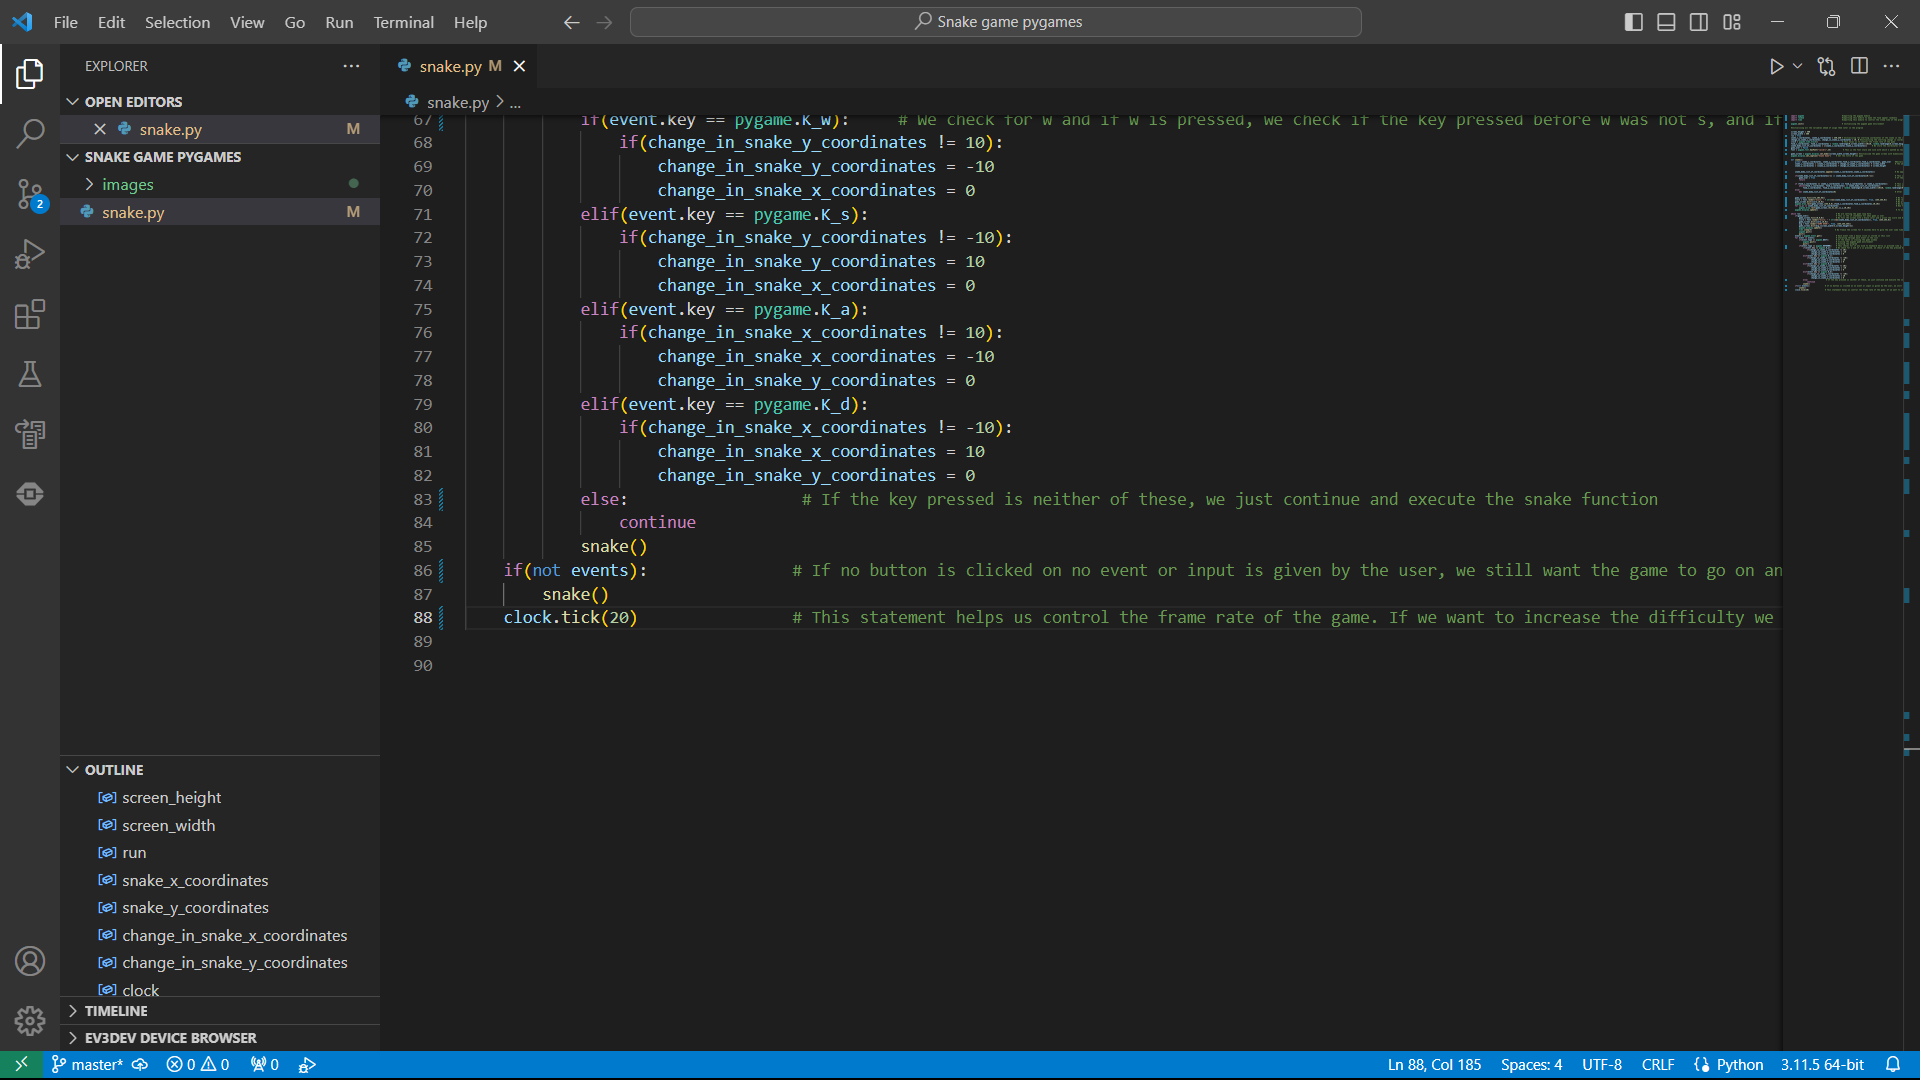 File Edit Selection View Go Run Terminal Help
Snake game pygames
EXPLORER
OPEN EDITORS
snake.py M
SNAKE GAME PYGAMES
images
snake.py M
OUTLINE
screen_height
screen_width
run
snake_x_coordinates
snake_y_coordinates
change_in_snake_x_coordinates
change_in_snake_y_coordinates
clock
TIMELINE
EV3DEV DEVICE BROWSER
2
snake.py M
snake.py > ...
67 if(event.key == pygame.K_w): # We check for W and if W is pressed, we check if the key pressed before W was not s, and if
68 if(change_in_snake_y_coordinates != 10):
69 change_in_snake_y_coordinates = -10
70 change_in_snake_x_coordinates = 0
71 elif(event.key == pygame.K_s):
72 if(change_in_snake_y_coordinates != -10):
73 change_in_snake_y_coordinates = 10
74 change_in_snake_x_coordinates = 0
75 elif(event.key == pygame.K_a):
76 if(change_in_snake_x_coordinates != 10):
77 change_in_snake_x_coordinates = -10
78 change_in_snake_y_coordinates = 0
79 elif(event.key == pygame.K_d):
80 if(change_in_snake_x_coordinates != -10):
81 change_in_snake_x_coordinates = 10
82 change_in_snake_y_coordinates = 0
83 else: # If the key pressed is neither of these, we just continue and execute the snake function
84 continue
85 snake()
86 if(not events): # If no button is clicked on no event or input is given by the user, we still want the game to go on an
87 snake()
88 clock.tick(20) # This statement helps us control the frame rate of the game. If we want to increase the difficulty we
89
90
master* 0 0 0 Ln 88, Col 185 Spaces: 4 UTF-8 CRLF Python 3.11.5 64-bit